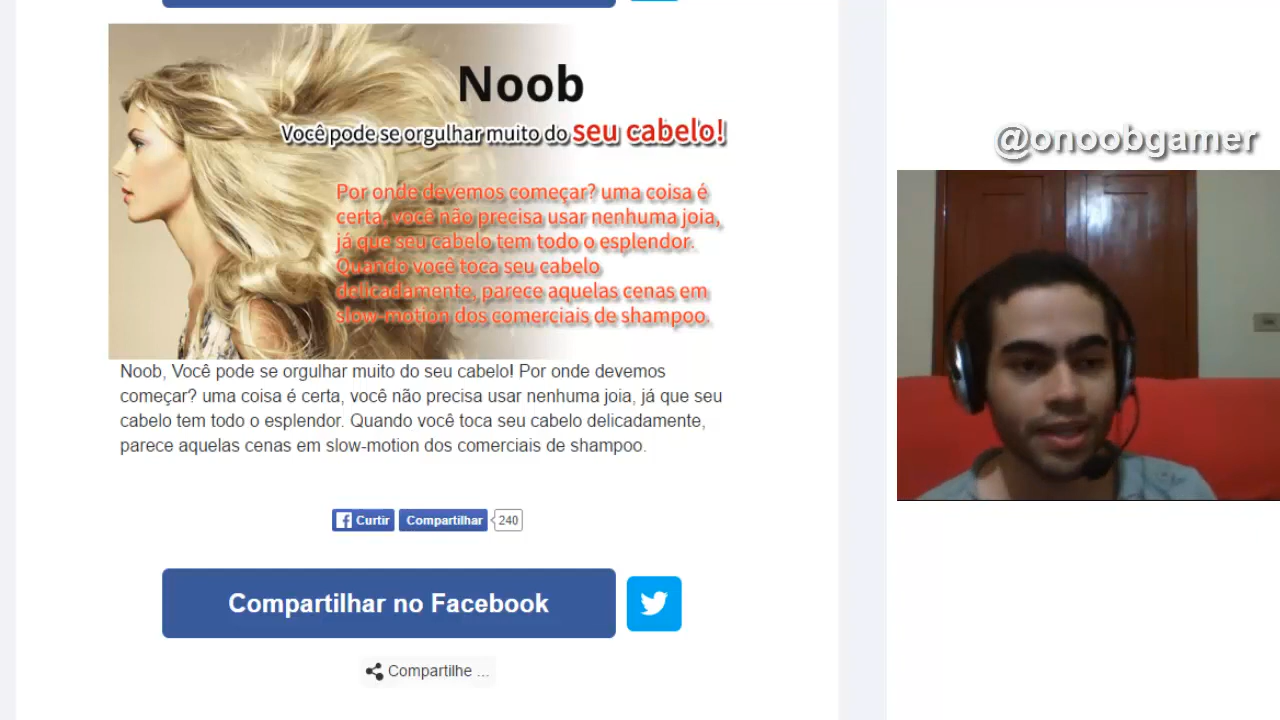 Noob
Você pode se orgulhar muito do seu cabelo!
Por onde devemos começar? uma coisa é
certa, você não precisa usar nenhuma joia,
já que seu cabelo tem todo o esplendor.
Quando você toca seu cabelo
delicadamente, parece aquelas cenas em
slow-motion dos comerciais de shampoo.
Noob, Você pode se orgulhar muito do seu cabelo! Por onde devemos
começar? uma coisa é certa, você não precisa usar nenhuma joia, já que seu
cabelo tem todo o esplendor. Quando você toca seu cabelo delicadamente,
parece aquelas cenas em slow-motion dos comerciais de shampoo.
Curtir Compartilhar 240
Compartilhar no Facebook
Compartilhe ...
@onoobgamer